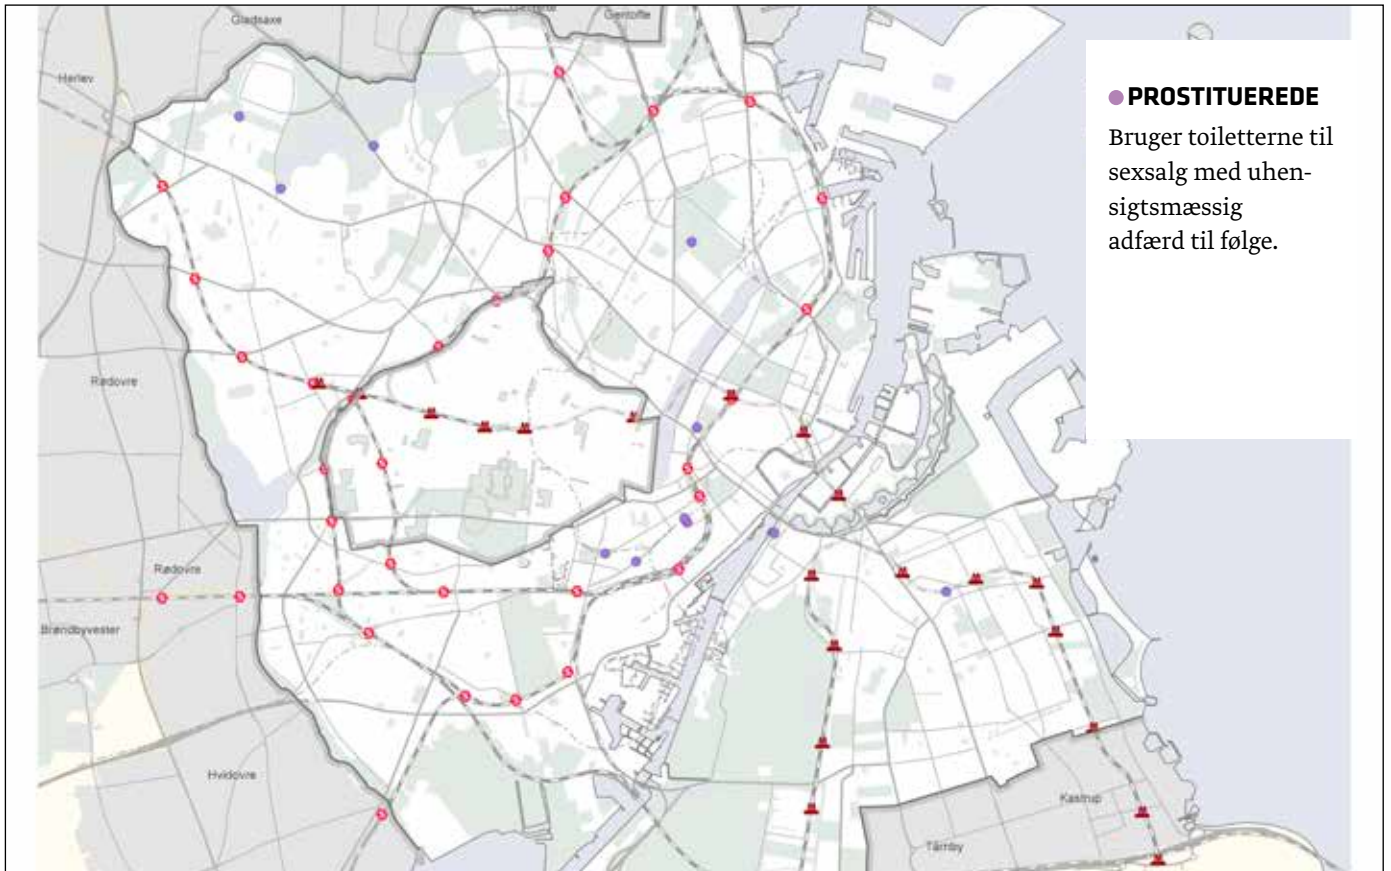 Gladsaxe
Gentofte
Herlev
PROSTITUEREDE
Bruger toiletterne til
sexsalg med uhen-
sigtsmæssig
adfærd til følge.
Rødovre
Rødovre
Brøndbyvester
Hvidovre
Kastrup
Tårnby